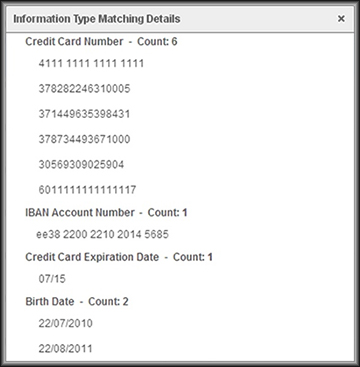 Information Type Matching Details ×
Credit Card Number - Count: 6
4111 1111 1111 1111
378282246310005
371449635398431
378734493671000
30569309025904
6011111111111117
IBAN Account Number - Count: 1
ee38 2200 2210 2014 5685
Credit Card Expiration Date - Count: 1
07/15
Birth Date - Count: 2
22/07/2010
22/08/2011